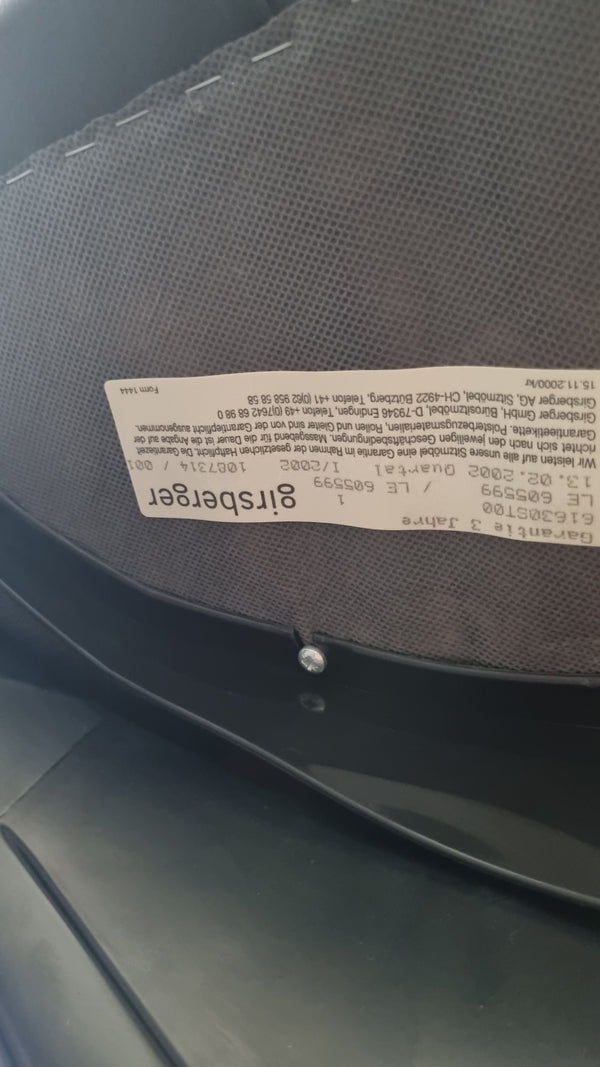 Garantie 3 Jahre
61630ST00 1
LE 605599 / LE 605599
13.02.2002 Quartal 1/2002 1087314 / 001
girsberger
Wir leisten auf alle unsere Sitzmöbel eine Garantie im Rahmen der gesetzlichen Haftpflicht. Die Garantiezeit
richtet sich nach den jeweiligen Geschäftsbedingungen. Massgebend für die Dauer ist die Angabe auf der
Garantieetikette. Polsterbezugsmaterialien, Rollen und Gleiter sind von der Garantiepflicht ausgenommen.
Girsberger GmbH, Bürositzmöbel, D-79346 Endingen, Telefon +49 (0)7642 68 98 0
Girsberger AG, Sitzmöbel, CH-4922 Bützberg, Telefon +41 (0)62 958 58 58
15.11.2000/kr Form 1444